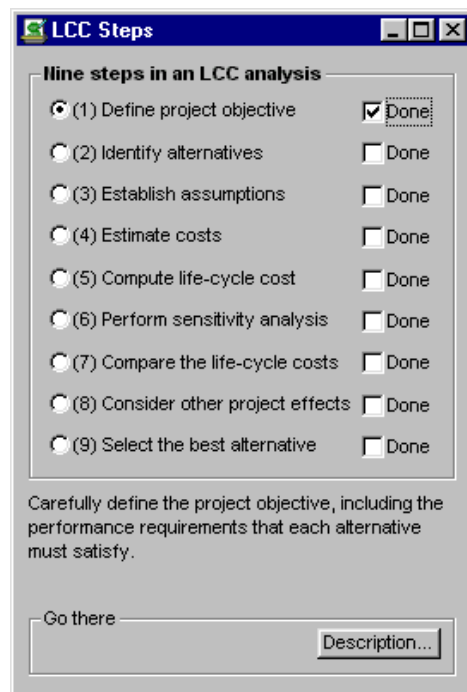 LCC Steps
Nine steps in an LCC analysis
(1) Define project objective Done
(2) Identify alternatives Done
(3) Establish assumptions Done
(4) Estimate costs Done
(5) Compute life-cycle cost Done
(6) Perform sensitivity analysis Done
(7) Compare the life-cycle costs Done
(8) Consider other project effects Done
(9) Select the best alternative Done
Carefully define the project objective, including the
performance requirements that each alternative
must satisfy.
Go there
Description...